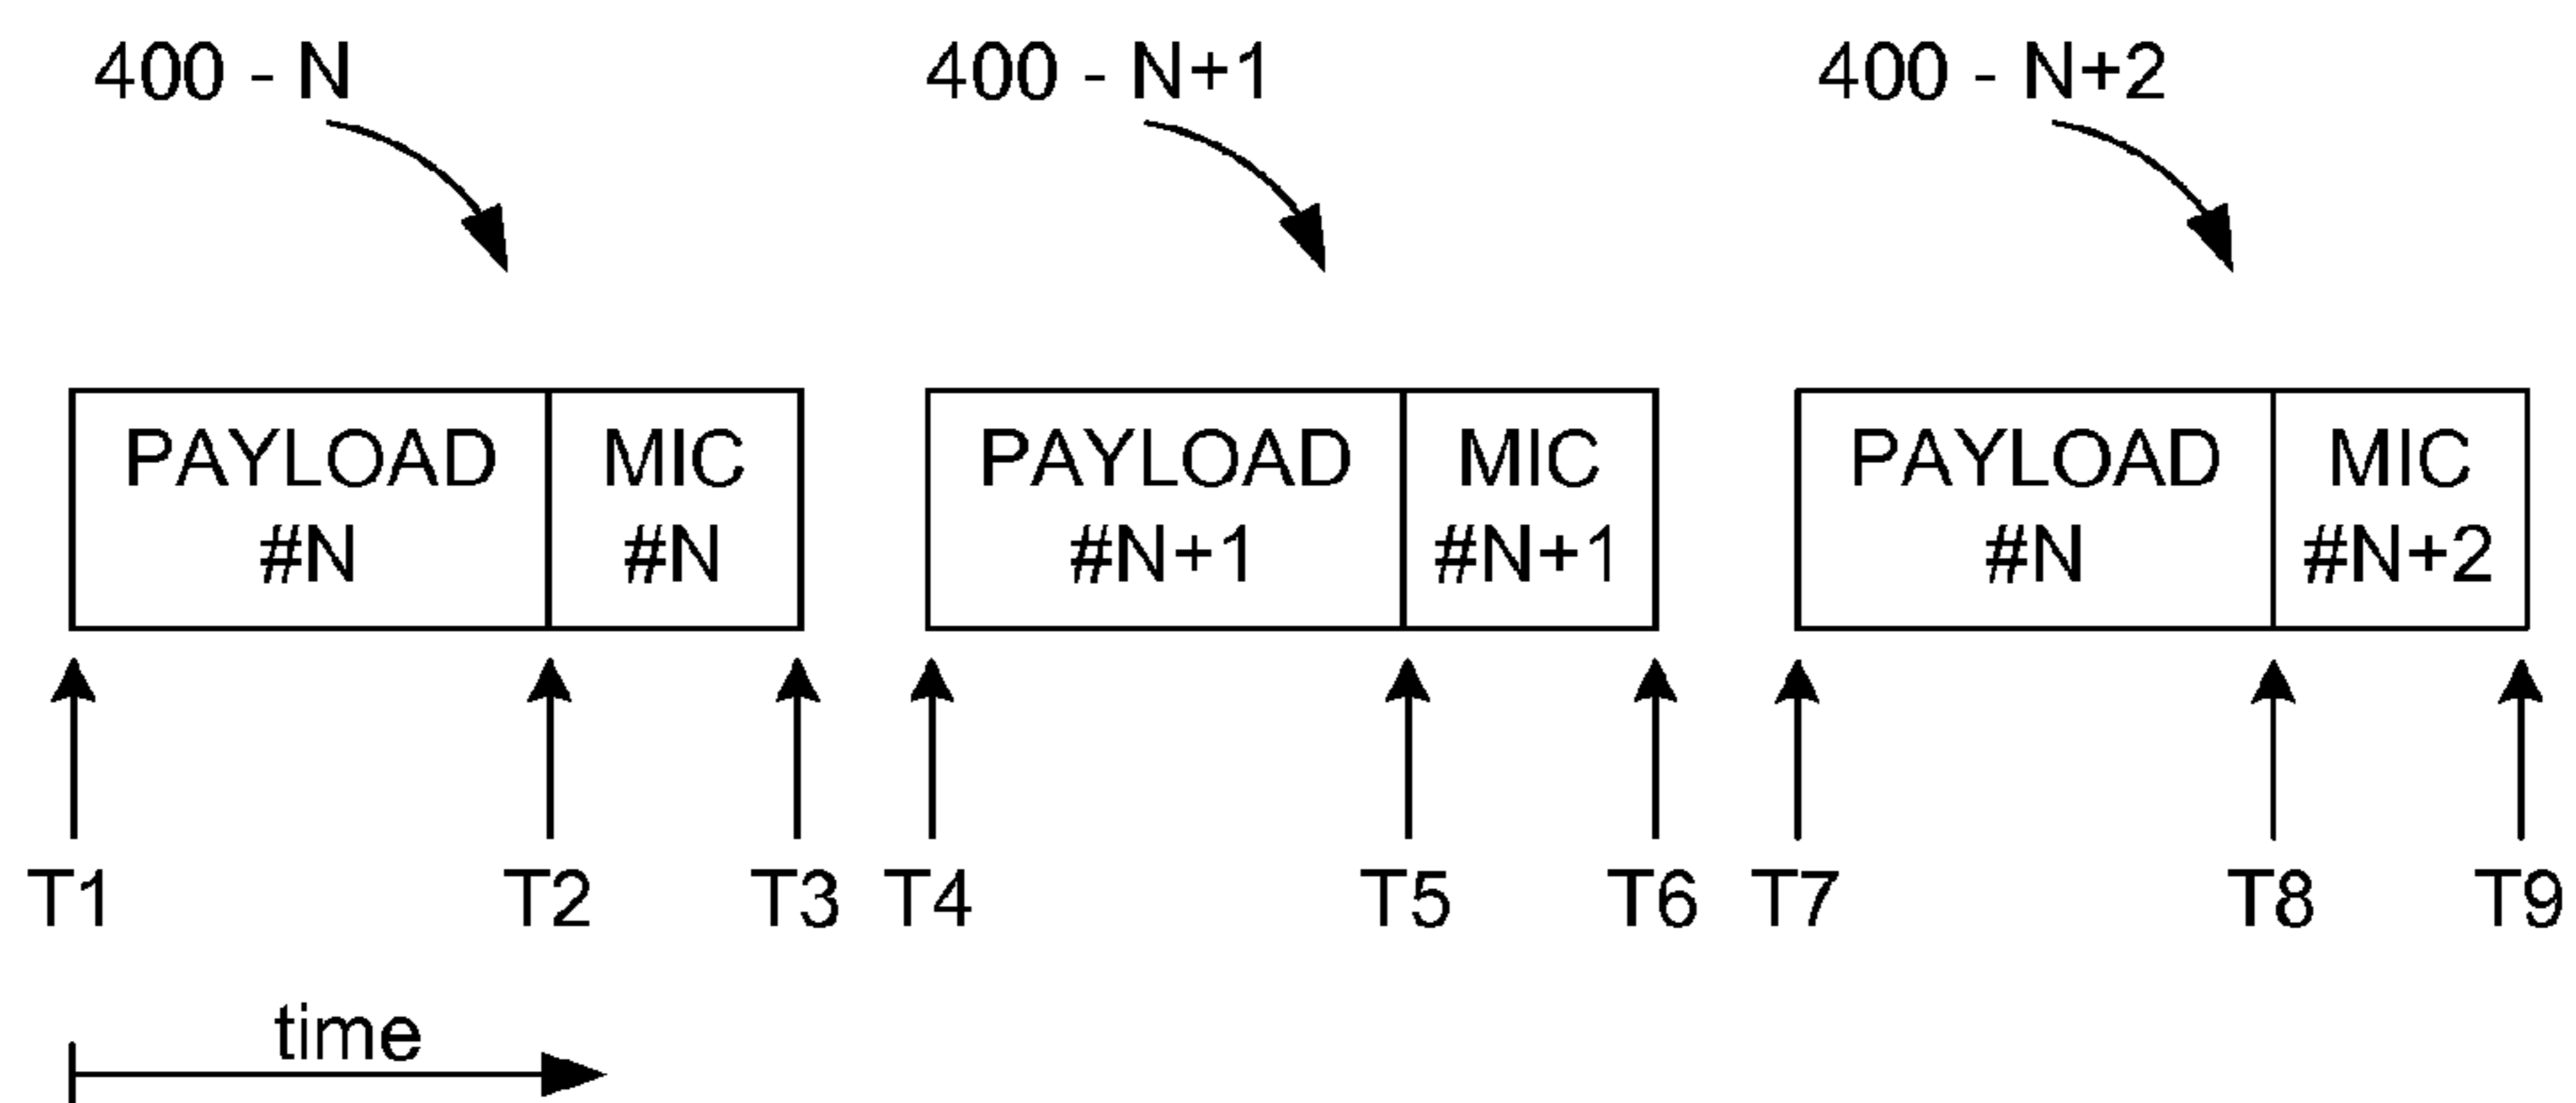 400 - N
400 - N+1
400 - N+2
PAYLOAD
#N
MIC
#N
PAYLOAD
#N+1
MIC
#N+1
PAYLOAD
#N
MIC
#N+2
T1
T2
T3
T4
T5
T6
T7
T8
T9
time